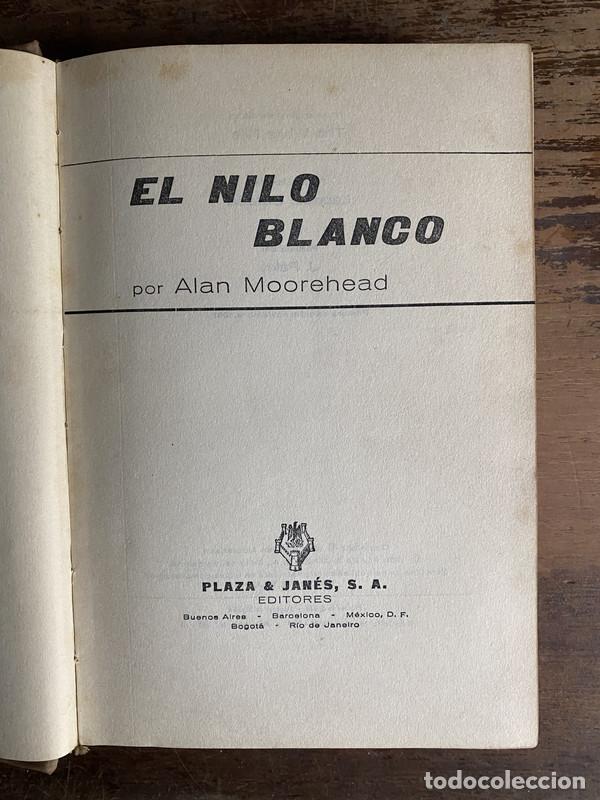 EL NILO
BLANCO
por Alan Moorehead
PLAZA & JANÉS, S. A.
EDITORES
Buenos Aires - Barcelona - México, D. F.
Bogotá - Río de Janeiro
todocoleccion